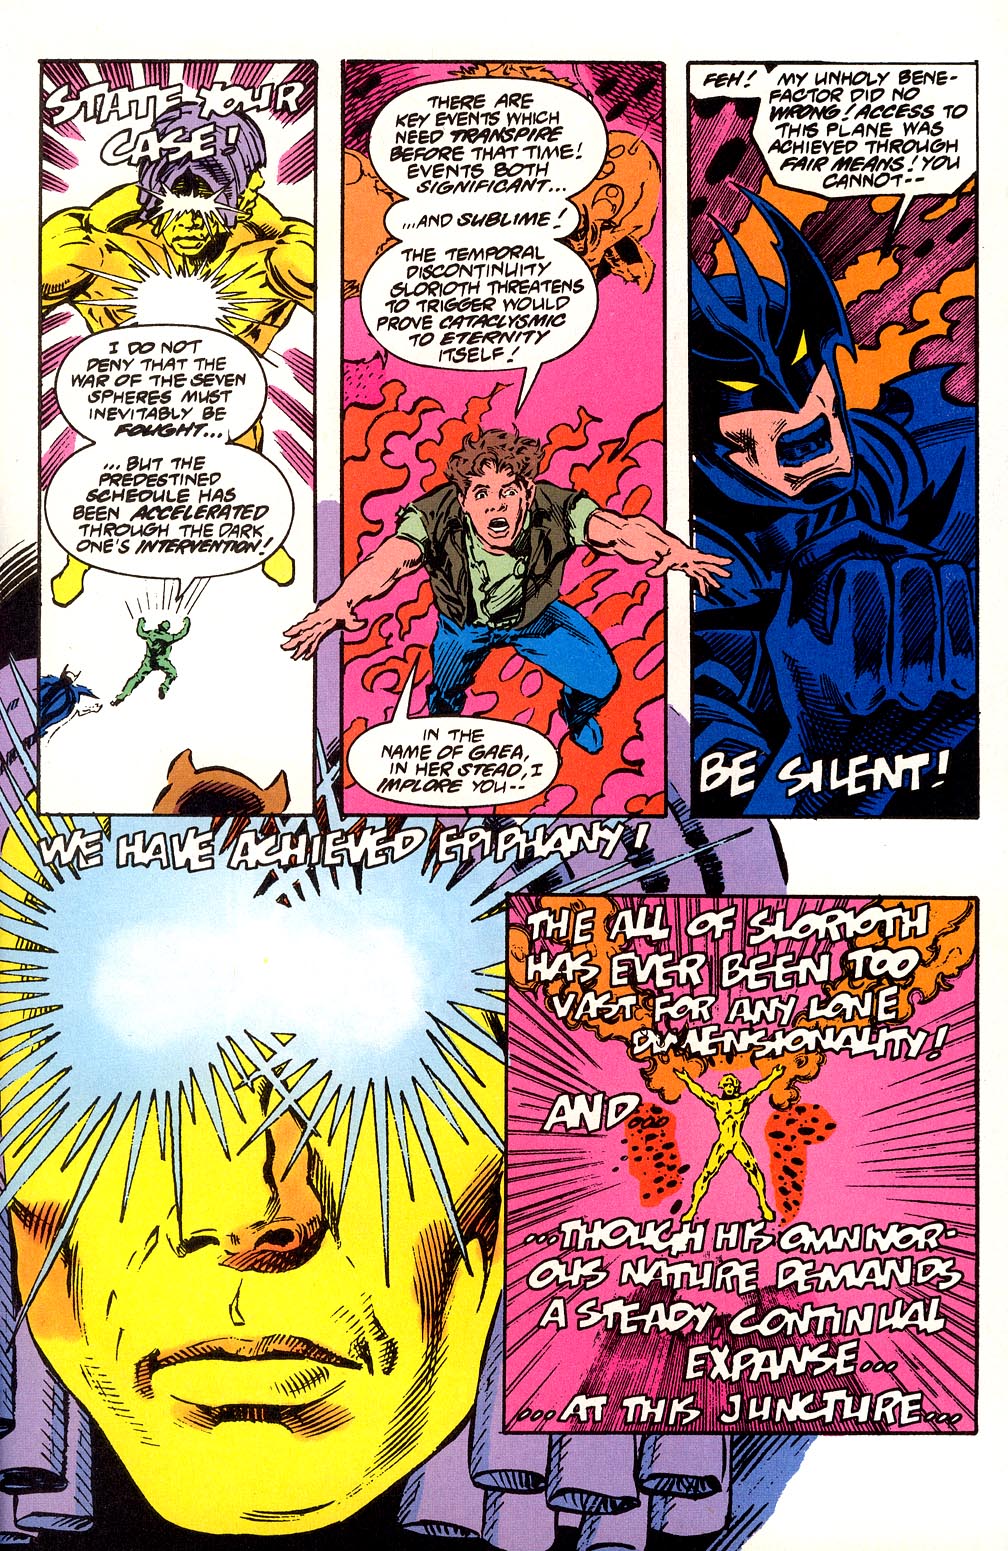 STATE YOUR
CASE!
I DO NOT
DENY THAT THE
WAR OF THE SEVEN
SPHERES MUST
INEVITABLY BE
FOUGHT...
...BUT THE
PREDESTINED
SCHEDULE HAS
BEEN ACCELERATED
THROUGH THE DARK
ONE'S INTERVENTION!
THERE ARE
KEY EVENTS WHICH
NEED TRANSPIRE
BEFORE THAT TIME!
EVENTS BOTH
SIGNIFICANT...
...AND SUBLIME!
THE TEMPORAL
DISCONTINUITY
SLORIOTH THREATENS
TO TRIGGER WOULD
PROVE CATACLYSMIC
TO ETERNITY
ITSELF!
IN THE
NAME OF GAEA,
IN HER STEAD, I
IMPLORE YOU--
FEH! MY UNHOLY BENE-
FACTOR DID NO
WRONG! ACCESS TO
THIS PLANE WAS
ACHIEVED THROUGH
FAIR MEANS! YOU
CANNOT--
BE SILENT!
WE HAVE ACHIEVED EPIPHANY!
THE ALL OF SLORIOTH
HAS EVER BEEN TOO
VAST FOR ANY LONE
DIMENSIONALITY!
AND...
...THOUGH HIS OMNIVOR-
OUS NATURE DEMANDS
A STEADY, CONTINUAL
EXPANSE...
...AT THIS JUNCTURE...